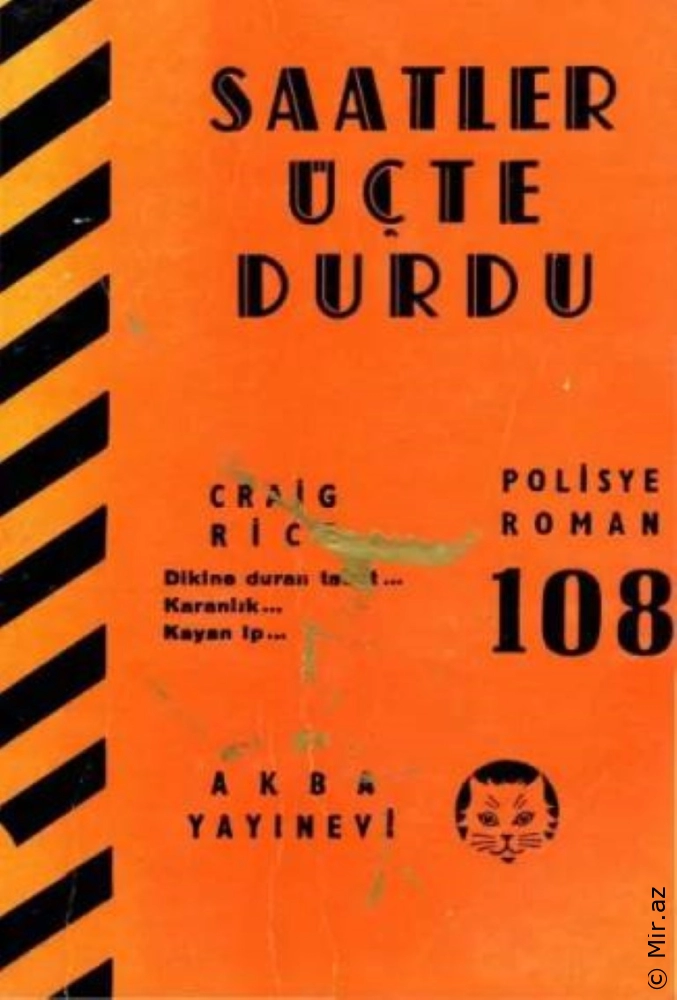 SAATLER
ÜÇTE
DURDU
CRAİG
RİC
POLİSYE
ROMAN
108
Dikine duran
Karanlık...
Kayan ip...
AKBA
YAYINEVİ
© Mir.az